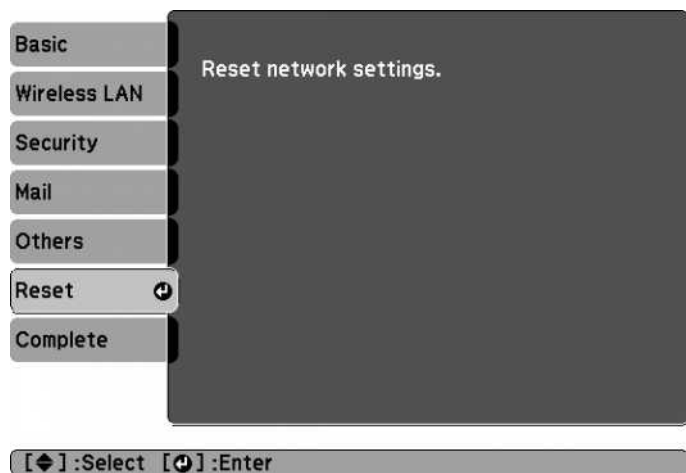 Basic
Reset network settings.
Wireless LAN
Security
Mail
Others
Reset
Complete
[◆] :Select [↵] :Enter